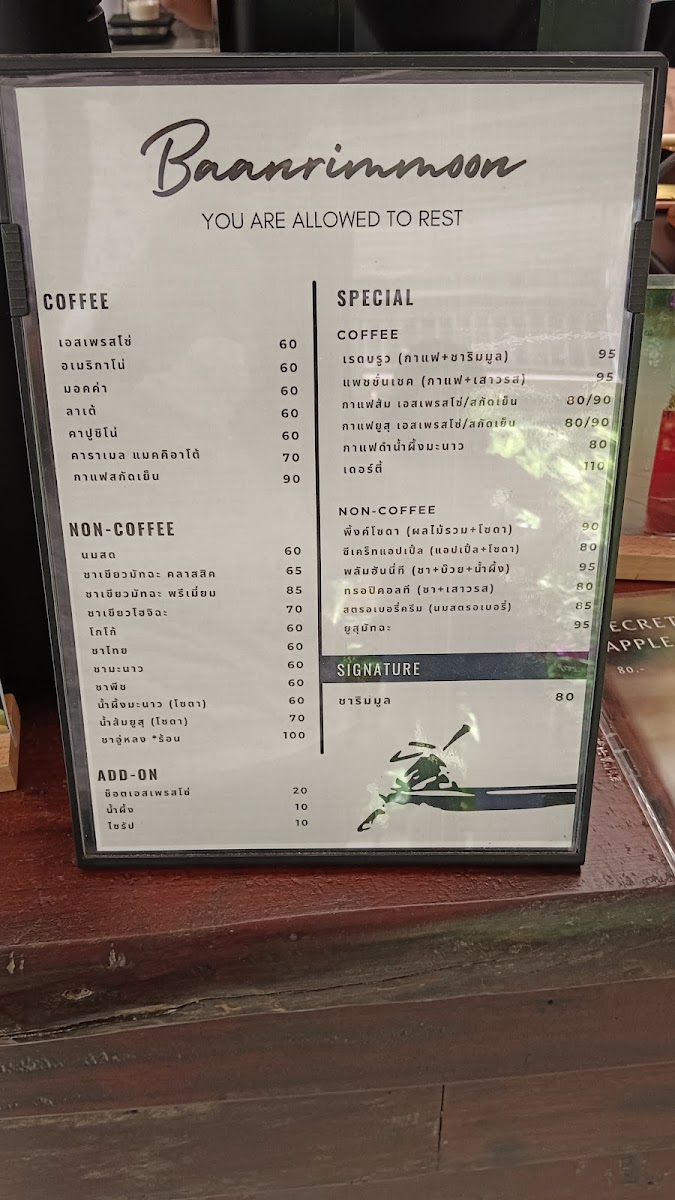 Baanrimmoon
YOU ARE ALLOWED TO REST
COFFEE
เอสเพรสโซ่ 60
อเมริกาโน่ 60
มอคค่า 60
ลาเต้ 60
คาปูชิโน่ 60
คาราเมล แมคคิอาโต้ 70
กาแฟสกัดเย็น 90
NON-COFFEE
นมสด 60
ชาเขียวมัทฉะ คลาสสิค 65
ชาเขียวมัทฉะ พรีเมี่ยม 85
ชาเขียวโฮจิฉะ 70
โกโก้ 60
ชาไทย 60
ชามะนาว 60
ชาพีช 60
น้ำผึ้งมะนาว (โซดา) 60
น้ำส้มยูสุ (โซดา) 70
ชาอู่หลง *ร้อน 100
ADD-ON
ช็อตเอสเพรสโซ่ 20
น้ำผึ้ง 10
ไซรัป 10
SPECIAL
COFFEE
เรดบรูว (กาแฟ+ชาริมมูล) 95
แพชชั่นเชค (กาแฟ+เสาวรส) 95
กาแฟส้ม เอสเพรสโซ่/สกัดเย็น 80/90
กาแฟยูสุ เอสเพรสโซ่/สกัดเย็น 80/90
กาแฟดำน้ำผึ้งมะนาว 80
เดอร์ตี้ 110
NON-COFFEE
พิ้งค์โซดา (ผลไม้รวม+โซดา) 90
ซีเคร็ทแอปเปิ้ล (แอปเปิ้ล+โซดา) 80
พลัมฮันนี่ที (ชา+บ๊วย+น้ำผึ้ง) 95
ทรอปิคอลที (ชา+เสาวรส) 80
สตรอเบอรี่ครีม (นมสตรอเบอรี่) 85
ยูสุมัทฉะ 95
SIGNATURE
ชาริมมูล 80
ECRET
APPLE
80.-